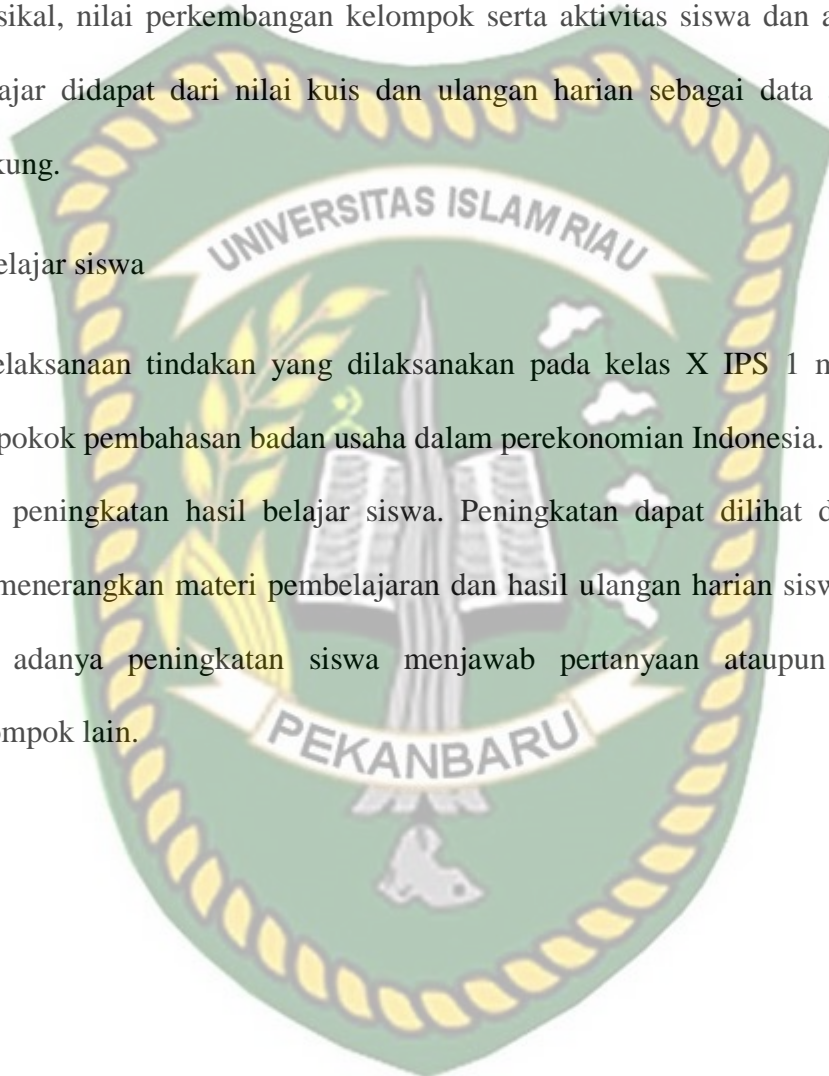 sikal, nilai perkembangan kelompok serta aktivitas siswa dan a
ajar didapat dari nilai kuis dan ulangan harian sebagai data
kung.
elajar siswa
elaksanaan tindakan yang dilaksanakan pada kelas X IPS 1 m
pokok pembahasan badan usaha dalam perekonomian Indonesia.
peningkatan hasil belajar siswa. Peningkatan dapat dilihat d
menerangkan materi pembelajaran dan hasil ulangan harian sisw
adanya peningkatan siswa menjawab pertanyaan ataupun
ompok lain.
UNIVERSITAS ISLAM RIAU
PEKANBARU